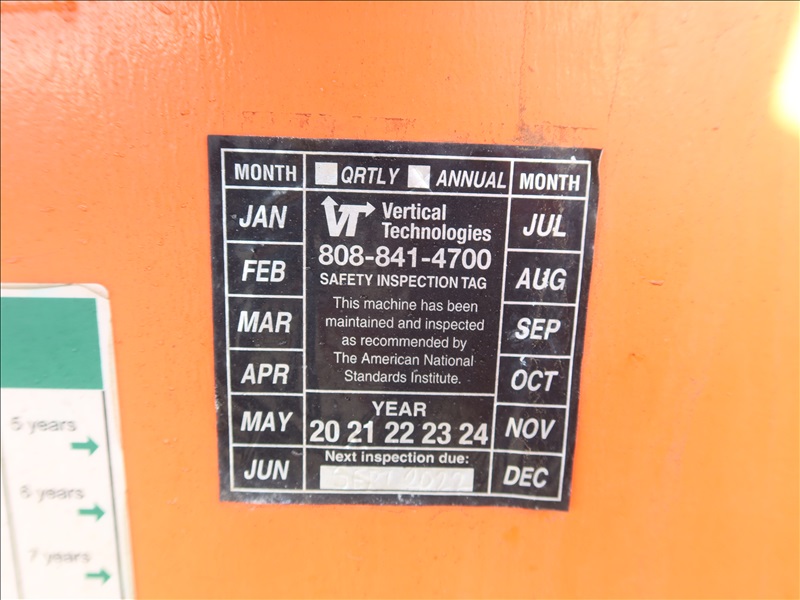 MONTH
JAN
FEB
MAR
APR
MAY
JUN
QRTLY ANNUAL
VT Vertical
Technologies
808-841-4700
SAFETY INSPECTION TAG
This machine has been
maintained and inspected
as recommended by
The American National
Standards Institute.
YEAR
20 21 22 23 24
Next inspection due:
MONTH
JUL
AUG
SEP
OCT
NOV
DEC
5 years
6 years
7 years